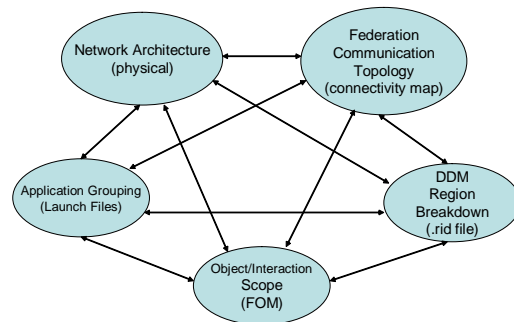 Network Architecture
(physical)
Federation
Communication
Topology
(connectivity map)
Application Grouping
(Launch Files)
DDM
Region
Breakdown
(.rid file)
Object/Interaction
Scope
(FOM)